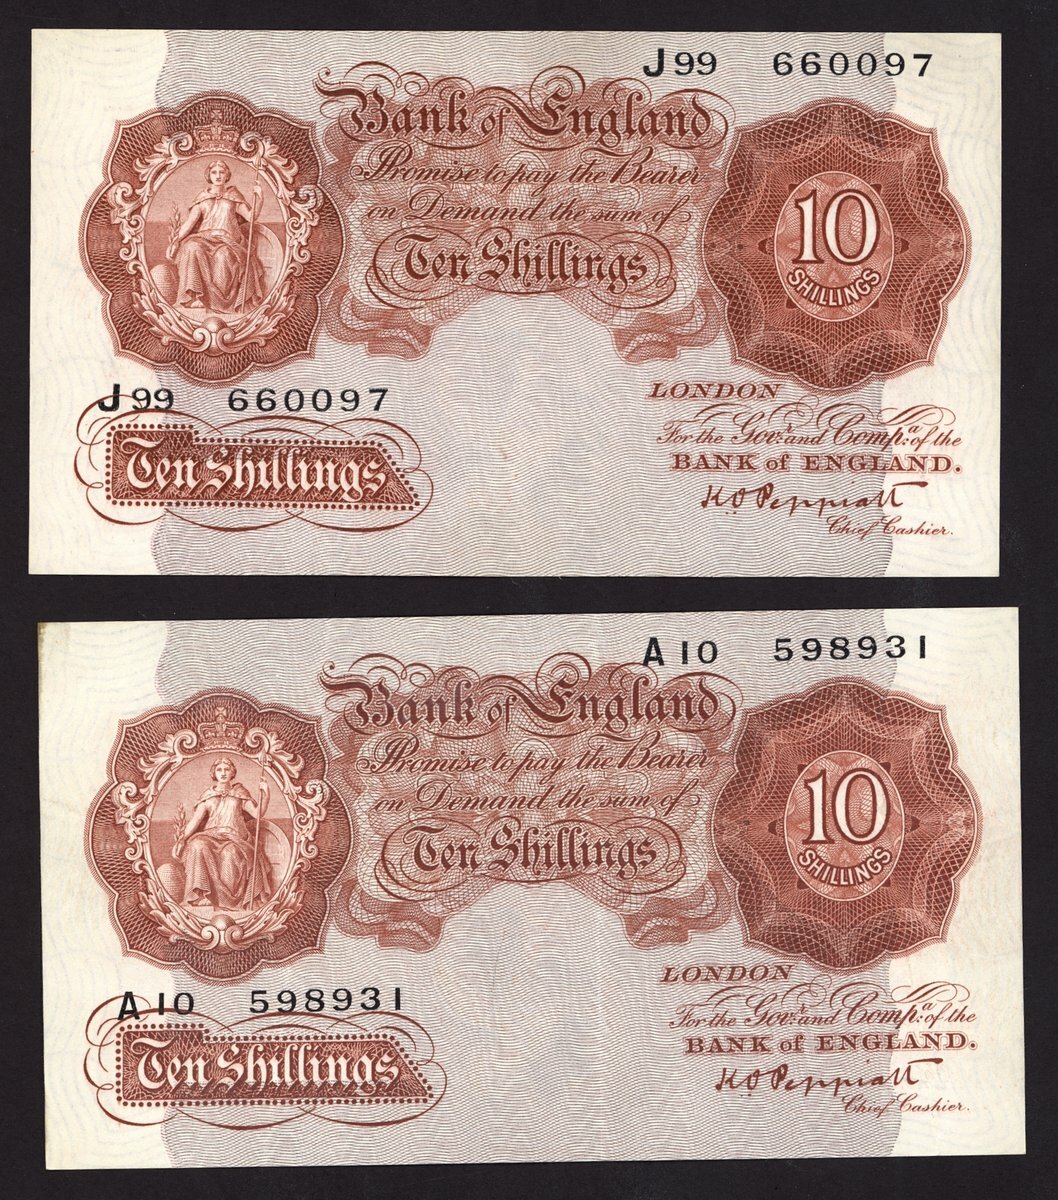 J99 660097
Bank of England
Promise to pay the Bearer
on Demand the sum of
Ten Shillings
10
SHILLINGS
J99 660097
Ten Shillings
LONDON
For the Govr. and Compa. of the
BANK of ENGLAND.
K.O. Peppiatt
Chief Cashier.
A10 598931
Bank of England
Promise to pay the Bearer
on Demand the sum of
Ten Shillings
10
SHILLINGS
A10 598931
Ten Shillings
LONDON
For the Govr. and Compa. of the
BANK of ENGLAND.
K.O. Peppiatt
Chief Cashier.